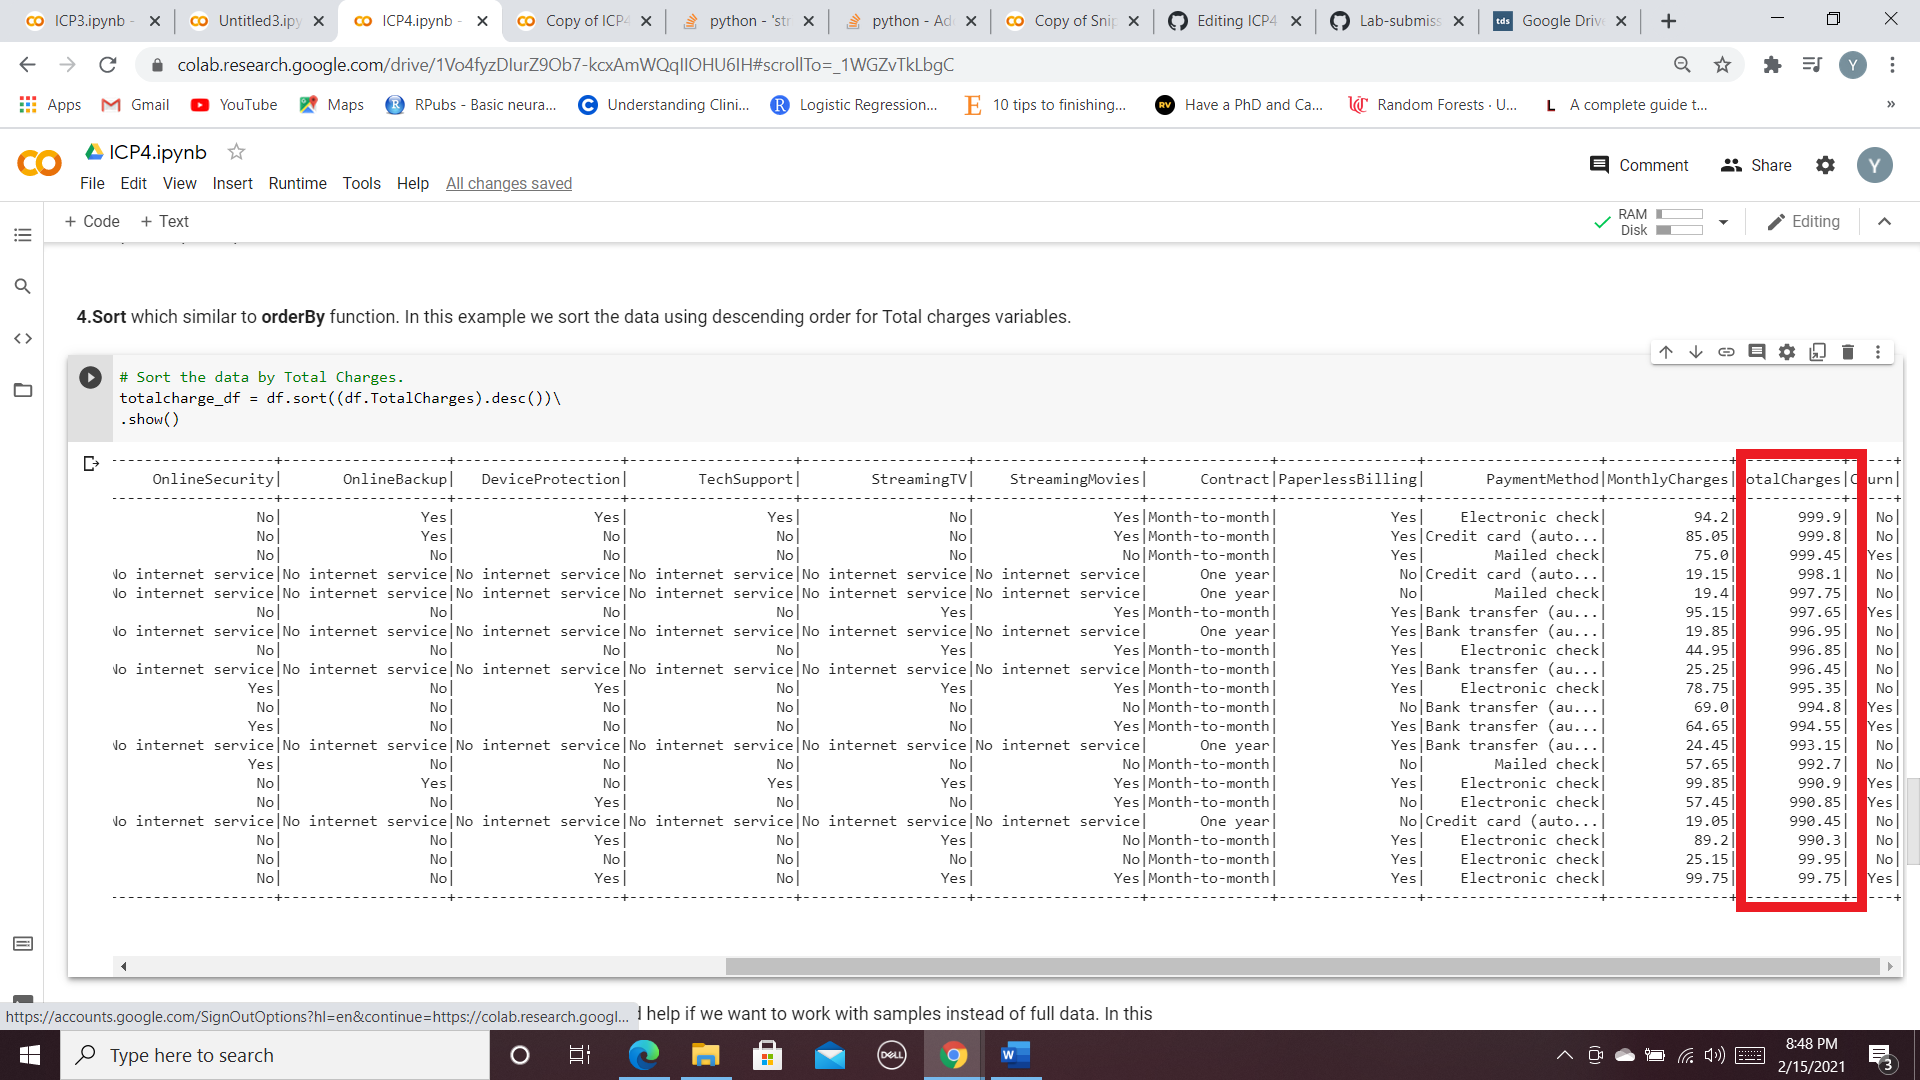 ICP3.ipynb - Untitled3.ipy ICP4.ipynb - Copy of ICP4 python - 'str python - Ad Copy of Snip Editing ICP4 Lab-submiss tds Google Drive
colab.research.google.com/drive/1Vo4fyzDIurZ9Ob7-kcxAmWQqIIOHU6IH#scrollTo=_1WGZvTkLbgC Y
Apps Gmail YouTube Maps RPubs - Basic neura... Understanding Clini... Logistic Regression... 10 tips to finishing... Have a PhD and Ca... Random Forests · U... A complete guide t... »
ICP4.ipynb
Comment Share Y
File Edit View Insert Runtime Tools Help All changes saved
+ Code + Text RAM Disk Editing
4.Sort which similar to orderBy function. In this example we sort the data using descending order for Total charges variables.
# Sort the data by Total Charges.
totalcharge_df = df.sort((df.TotalCharges).desc())\
.show()
-------------------+-------------------+-------------------+-------------------+-------------------+-------------------+--------------+----------------+--------------------+--------------+------------+-----+
OnlineSecurity| OnlineBackup| DeviceProtection| TechSupport| StreamingTV| StreamingMovies| Contract|PaperlessBilling| PaymentMethod|MonthlyCharges| otalCharges|C urn|
-------------------+-------------------+-------------------+-------------------+-------------------+-------------------+--------------+----------------+--------------------+--------------+------------+-----+
No| Yes| Yes| Yes| No| Yes|Month-to-month| Yes| Electronic check| 94.2| 999.9| No|
No| Yes| No| No| No| Yes|Month-to-month| Yes|Credit card (auto...| 85.05| 999.8| No|
No| No| No| No| No| No|Month-to-month| Yes| Mailed check| 75.0| 999.45| Yes|
No internet service|No internet service|No internet service|No internet service|No internet service|No internet service| One year| No|Credit card (auto...| 19.15| 998.1| No|
No internet service|No internet service|No internet service|No internet service|No internet service|No internet service| One year| No| Mailed check| 19.4| 997.75| No|
No| No| No| No| Yes| Yes|Month-to-month| Yes|Bank transfer (au...| 95.15| 997.65| Yes|
No internet service|No internet service|No internet service|No internet service|No internet service|No internet service| One year| Yes|Bank transfer (au...| 19.85| 996.95| No|
No| No| No| No| Yes| Yes|Month-to-month| Yes| Electronic check| 44.95| 996.85| No|
No internet service|No internet service|No internet service|No internet service|No internet service|No internet service|Month-to-month| Yes|Bank transfer (au...| 25.25| 996.45| No|
Yes| No| Yes| No| Yes| Yes|Month-to-month| Yes| Electronic check| 78.75| 995.35| No|
No| No| No| No| No| No|Month-to-month| No|Bank transfer (au...| 69.0| 994.8| Yes|
Yes| No| No| No| No| Yes|Month-to-month| Yes|Bank transfer (au...| 64.65| 994.55| Yes|
No internet service|No internet service|No internet service|No internet service|No internet service|No internet service| One year| Yes|Bank transfer (au...| 24.45| 993.15| No|
Yes| No| No| No| No| No|Month-to-month| No| Mailed check| 57.65| 992.7| No|
No| Yes| No| Yes| Yes| Yes|Month-to-month| Yes| Electronic check| 99.85| 990.9| Yes|
No| No| Yes| No| No| Yes|Month-to-month| No| Electronic check| 57.45| 990.85| Yes|
No internet service|No internet service|No internet service|No internet service|No internet service|No internet service| One year| No|Credit card (auto...| 19.05| 990.45| No|
No| No| Yes| No| Yes| No|Month-to-month| Yes| Electronic check| 89.2| 990.3| No|
No| No| No| No| No| No|Month-to-month| Yes| Electronic check| 25.15| 99.95| No|
No| No| Yes| No| Yes| Yes|Month-to-month| Yes| Electronic check| 99.75| 99.75| Yes|
-------------------+-------------------+-------------------+-------------------+-------------------+-------------------+--------------+----------------+--------------------+--------------+------------+-----+
https://accounts.google.com/SignOutOptions?hl=en&continue=https://colab.research.googl... help if we want to work with samples instead of full data. In this
Type here to search DELL 8:48 PM
2/15/2021 3